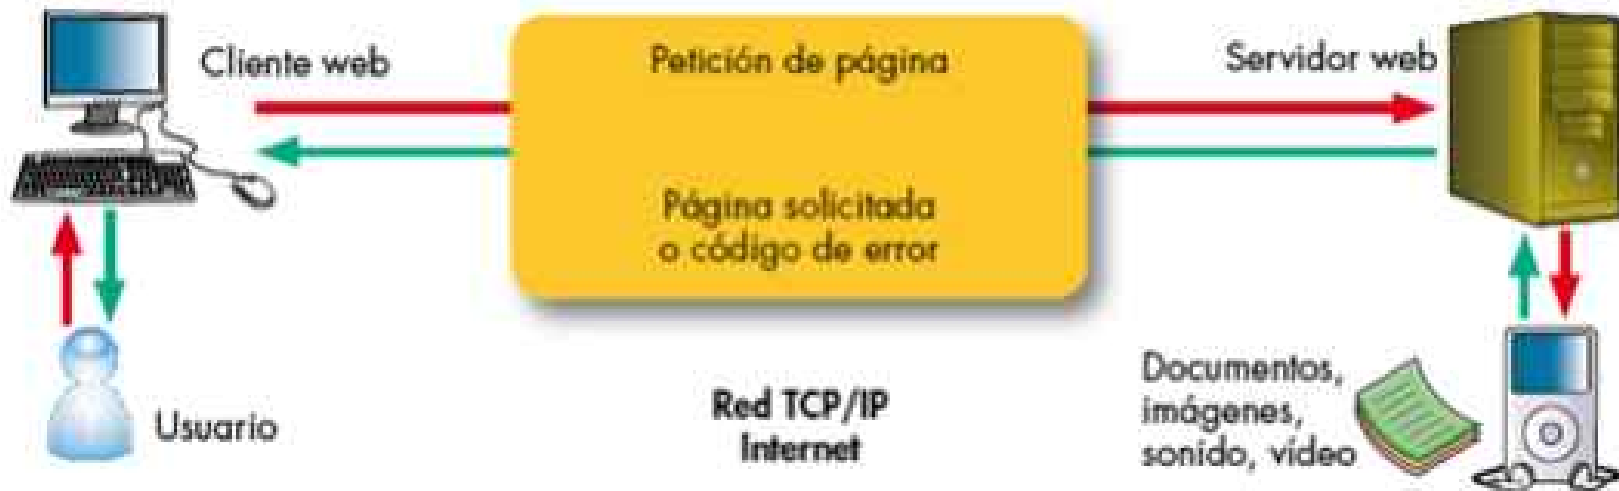 Cliente web
Petición de página
Servidor web
Página solicitada
o código de error
Usuario
Red TCP/IP
Internet
Documentos,
imágenes,
sonido, vídeo